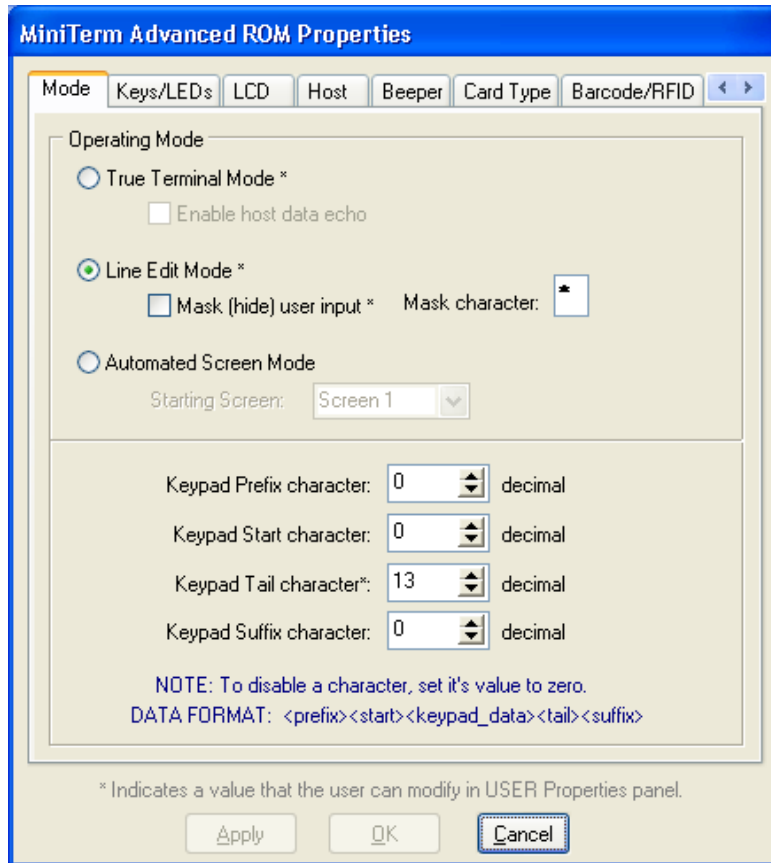 MiniTerm Advanced ROM Properties
Mode Keys/LEDs LCD Host Beeper Card Type Barcode/RFID
Operating Mode
True Terminal Mode *
Enable host data echo
Line Edit Mode *
Mask (hide) user input * Mask character: *
Automated Screen Mode
Starting Screen: Screen 1
Keypad Prefix character: 0 decimal
Keypad Start character: 0 decimal
Keypad Tail character*: 13 decimal
Keypad Suffix character: 0 decimal
NOTE: To disable a character, set it's value to zero.
DATA FORMAT: <prefix><start><keypad_data><tail><suffix>
* Indicates a value that the user can modify in USER Properties panel.
Apply OK Cancel